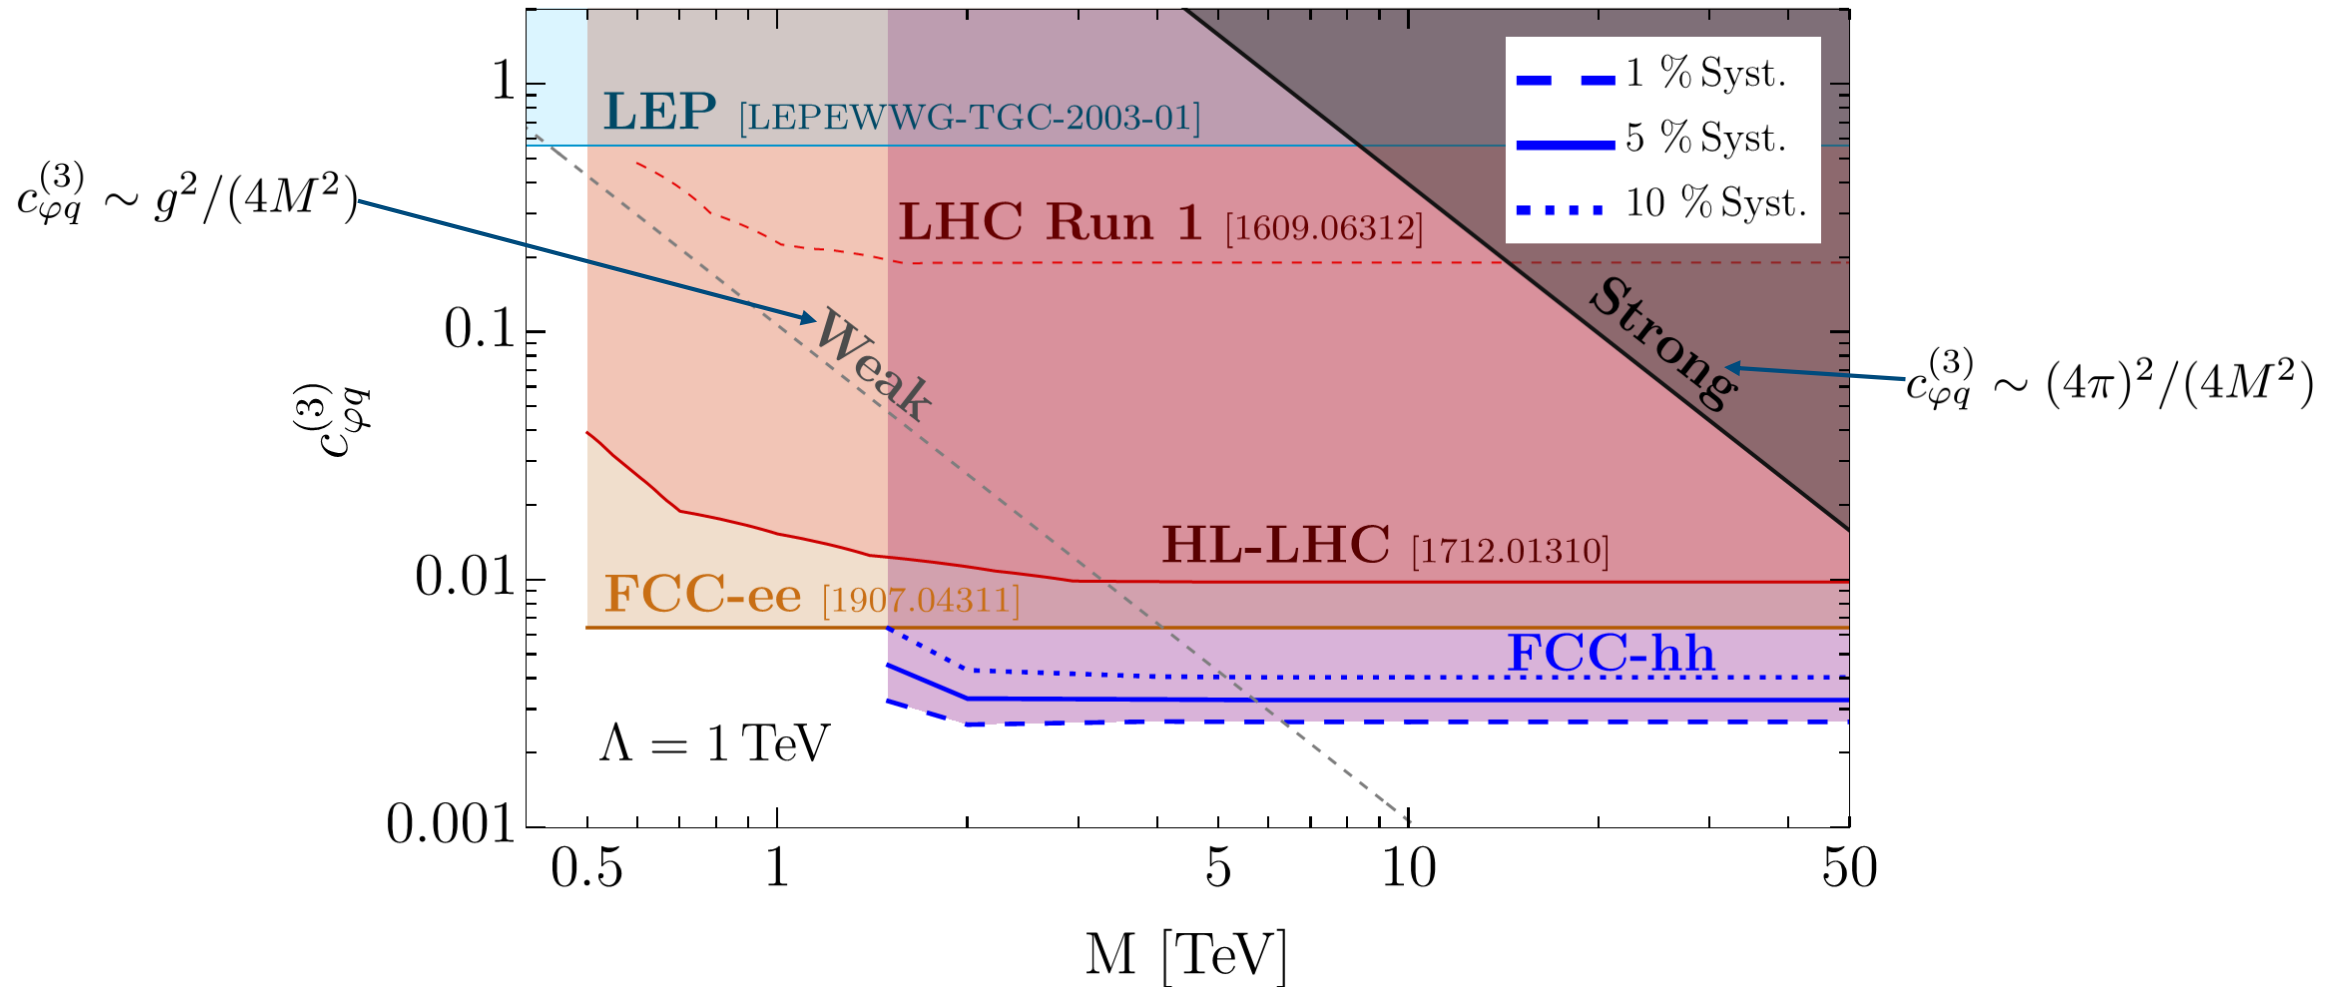 1 % Syst.
5 % Syst.
10 % Syst.
1
0.1
0.01
0.001
LEP [LEPEWWG-TGC-2003-01]
c_{φq}^{(3)} ∼ g²/(4M²)
LHC Run 1 [1609.06312]
Weak
Strong
c_{φq}^{(3)} ∼ (4π)²/(4M²)
c_{φq}^{(3)}
HL-LHC [1712.01310]
FCC-ee [1907.04311]
FCC-hh
Λ = 1 TeV
0.5 1 5 10 50
M [TeV]